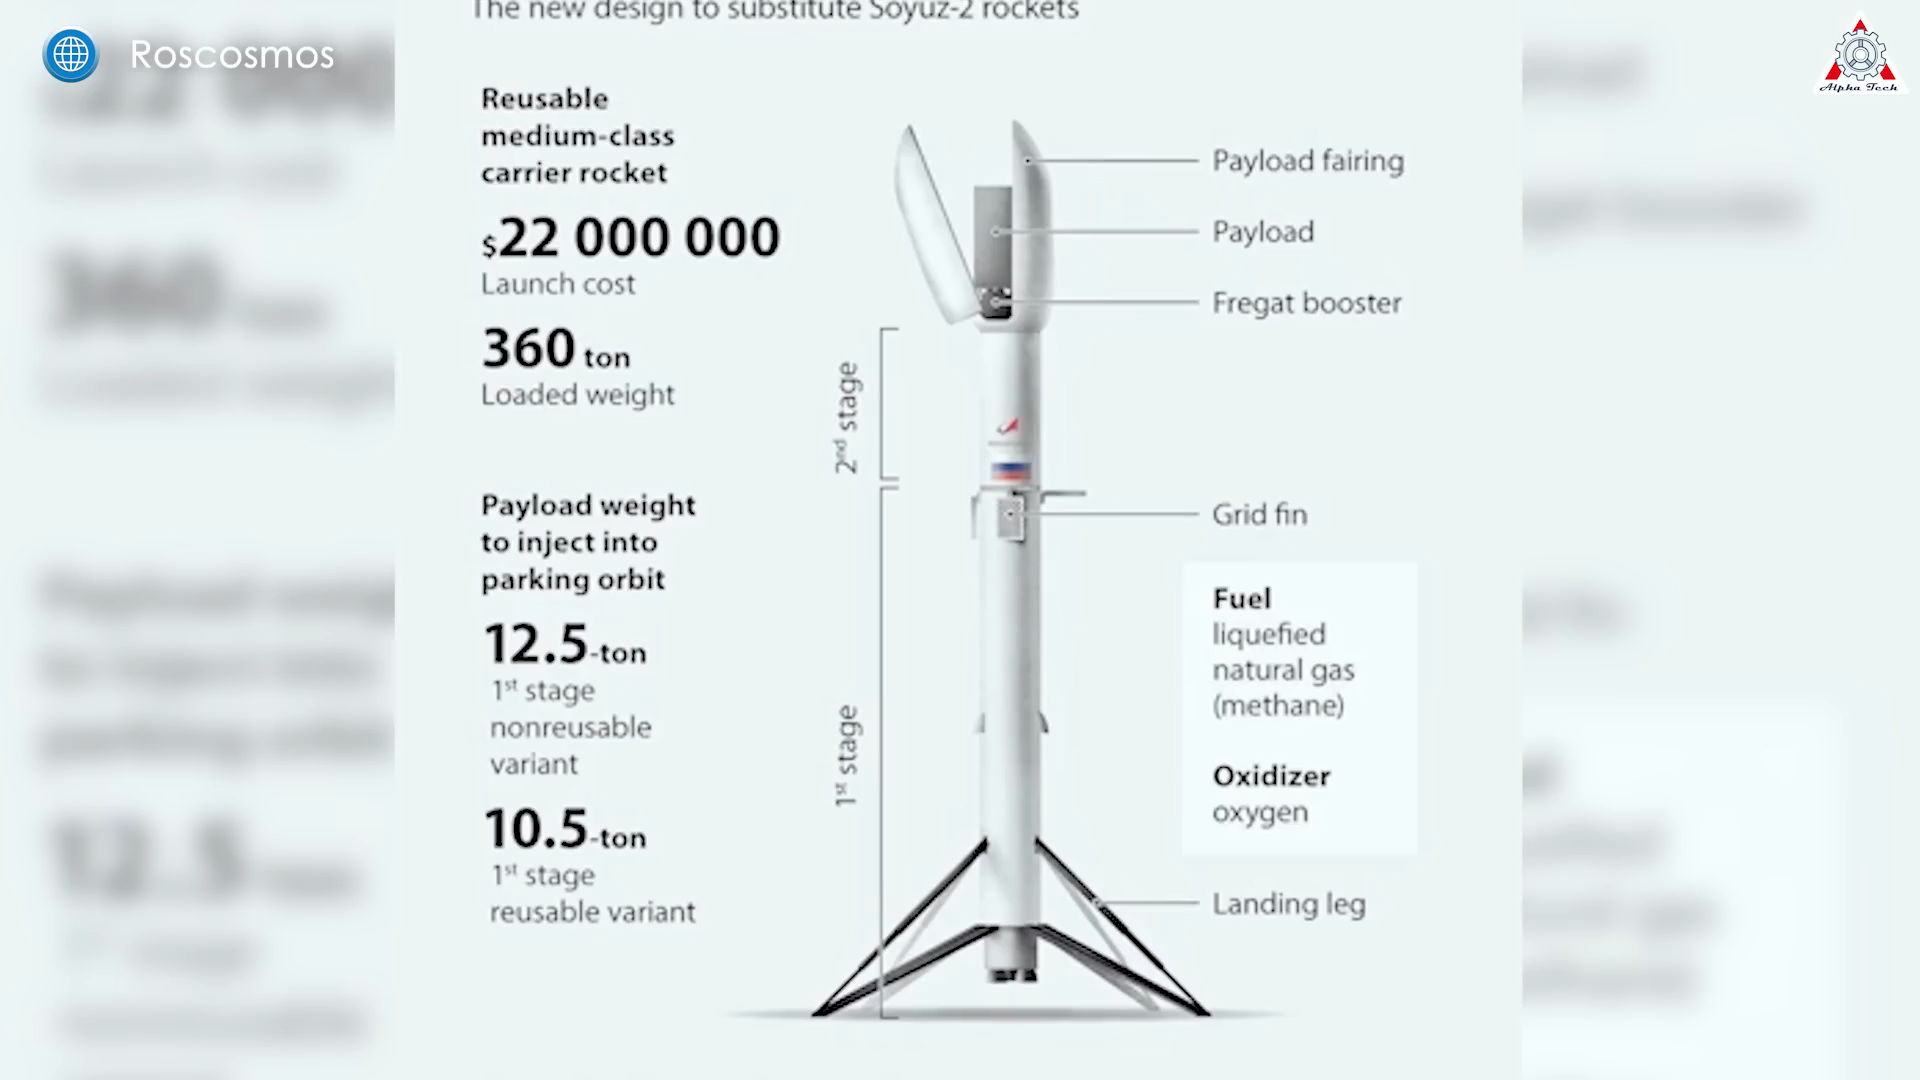 The new design to substitute Soyuz-2 rockets
Roscosmos
Alpha Tech
Reusable
medium-class
carrier rocket
$22 000 000
Launch cost
360 ton
Loaded weight
Payload weight
to inject into
parking orbit
12.5-ton
1st stage
nonreusable
variant
10.5-ton
1st stage
reusable variant
2nd stage
1st stage
Payload fairing
Payload
Fregat booster
Grid fin
Fuel
liquefied
natural gas
(methane)
Oxidizer
oxygen
Landing leg